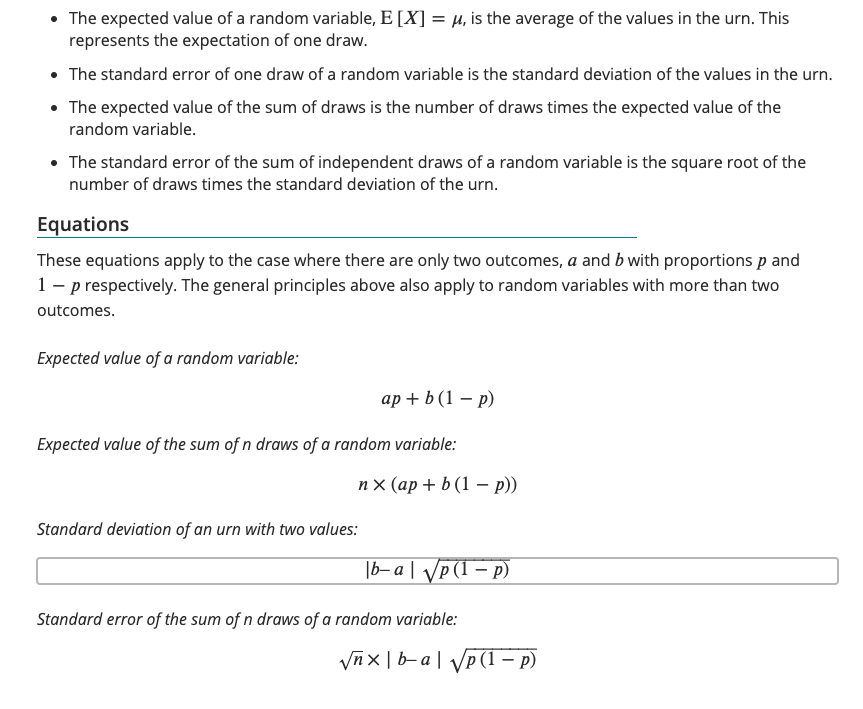 • The expected value of a random variable, E [X] = μ, is the average of the values in the urn. This
represents the expectation of one draw.
• The standard error of one draw of a random variable is the standard deviation of the values in the urn.
• The expected value of the sum of draws is the number of draws times the expected value of the
random variable.
• The standard error of the sum of independent draws of a random variable is the square root of the
number of draws times the standard deviation of the urn.
Equations
These equations apply to the case where there are only two outcomes, a and b with proportions p and
1 − p respectively. The general principles above also apply to random variables with more than two
outcomes.
Expected value of a random variable:
ap + b (1 − p)
Expected value of the sum of n draws of a random variable:
n × (ap + b (1 − p))
Standard deviation of an urn with two values:
|b– a | √p (1 − p)
Standard error of the sum of n draws of a random variable:
√n × | b– a | √p (1 − p)